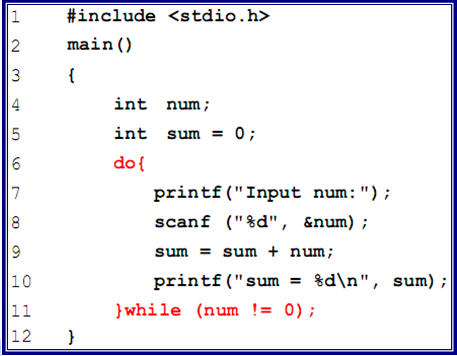 1 #include <stdio.h>
2 main()
3 {
4 int num;
5 int sum = 0;
6 do{
7 printf("Input num:");
8 scanf ("%d", &num);
9 sum = sum + num;
10 printf("sum = %d\n", sum);
11 }while (num != 0);
12 }